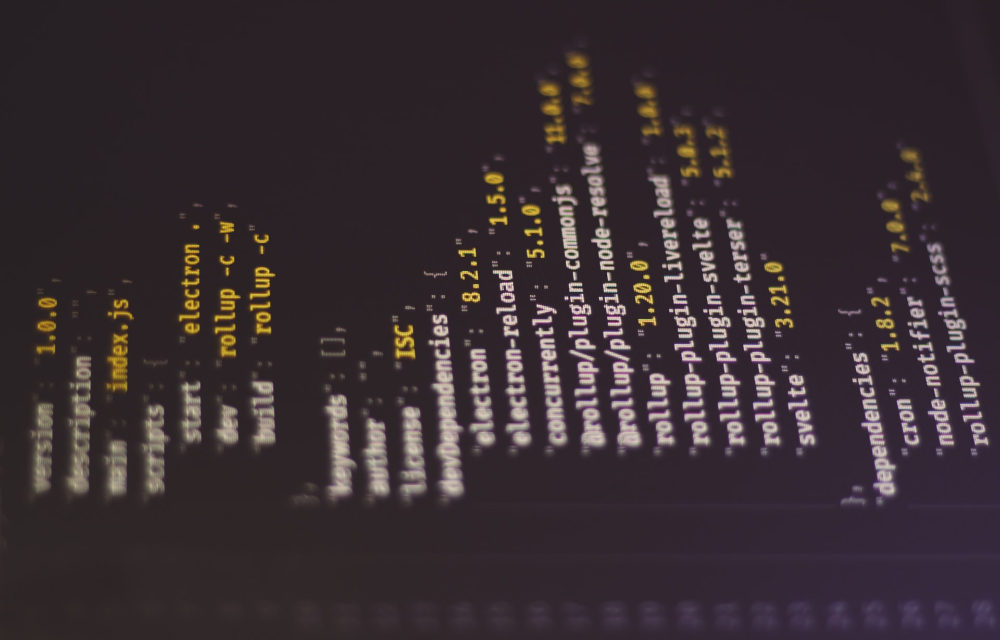 "version": "1.0.0",
"description": "",
"main": "index.js",
"scripts": {
"start": "electron .",
"dev": "rollup -c -w",
"build": "rollup -c"
},
"keywords": [],
"author": "",
"license": "ISC",
"devDependencies": {
"electron": "8.2.1",
"electron-reload": "1.5.0",
"concurrently": "5.1.0",
"@rollup/plugin-commonjs": "11.0.0",
"@rollup/plugin-node-resolve": "7.0.0",
"rollup": "1.20.0",
"rollup-plugin-livereload": "1.0.0",
"rollup-plugin-svelte": "5.0.3",
"rollup-plugin-terser": "5.1.2",
"svelte": "3.21.0"
},
"dependencies": {
"cron": "1.8.2",
"node-notifier": "7.0.0",
"rollup-plugin-scss": "2.4.0"